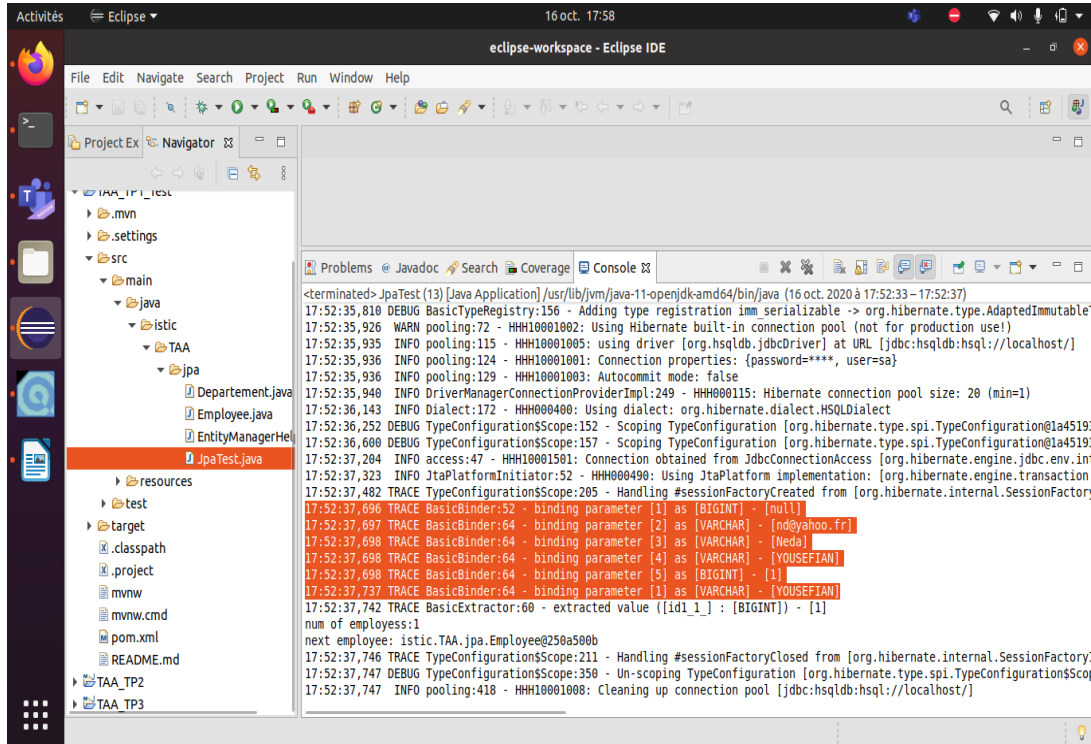 Activités Eclipse 16 oct. 17:58
eclipse-workspace - Eclipse IDE
File Edit Navigate Search Project Run Window Help
Project Ex Navigator
TAA_TP1_Test
.mvn
.settings
src
main
java
istic
TAA
jpa
Departement.java
Employee.java
EntityManagerHel
JpaTest.java
resources
test
target
.classpath
.project
mvnw
mvnw.cmd
pom.xml
README.md
TAA_TP2
TAA_TP3
Problems @ Javadoc Search Coverage Console
<terminated> JpaTest (13) [Java Application] /usr/lib/jvm/java-11-openjdk-amd64/bin/java (16 oct. 2020 à 17:52:33 – 17:52:37)
17:52:35,810 DEBUG BasicTypeRegistry:156 - Adding type registration imm_serializable -> org.hibernate.type.AdaptedImmutable
17:52:35,926 WARN pooling:72 - HHH10001002: Using Hibernate built-in connection pool (not for production use!)
17:52:35,935 INFO pooling:115 - HHH10001005: using driver [org.hsqldb.jdbcDriver] at URL [jdbc:hsqldb:hsql://localhost/]
17:52:35,936 INFO pooling:124 - HHH10001001: Connection properties: {password=****, user=sa}
17:52:35,936 INFO pooling:129 - HHH10001003: Autocommit mode: false
17:52:35,940 INFO DriverManagerConnectionProviderImpl:249 - HHH000115: Hibernate connection pool size: 20 (min=1)
17:52:36,143 INFO Dialect:172 - HHH000400: Using dialect: org.hibernate.dialect.HSQLDialect
17:52:36,252 DEBUG TypeConfiguration$Scope:152 - Scoping TypeConfiguration [org.hibernate.type.spi.TypeConfiguration@1a4519
17:52:36,600 DEBUG TypeConfiguration$Scope:157 - Scoping TypeConfiguration [org.hibernate.type.spi.TypeConfiguration@1a4519
17:52:37,204 INFO access:47 - HHH10001501: Connection obtained from JdbcConnectionAccess [org.hibernate.engine.jdbc.env.int
17:52:37,323 INFO JtaPlatformInitiator:52 - HHH000490: Using JtaPlatform implementation: [org.hibernate.engine.transaction
17:52:37,482 TRACE TypeConfiguration$Scope:205 - Handling #sessionFactoryCreated from [org.hibernate.internal.SessionFactory
17:52:37,696 TRACE BasicBinder:52 - binding parameter [1] as [BIGINT] - [null]
17:52:37,697 TRACE BasicBinder:64 - binding parameter [2] as [VARCHAR] - [nd@yahoo.fr]
17:52:37,698 TRACE BasicBinder:64 - binding parameter [3] as [VARCHAR] - [Neda]
17:52:37,698 TRACE BasicBinder:64 - binding parameter [4] as [VARCHAR] - [YOUSEFIAN]
17:52:37,698 TRACE BasicBinder:64 - binding parameter [5] as [BIGINT] - [1]
17:52:37,737 TRACE BasicBinder:64 - binding parameter [1] as [VARCHAR] - [YOUSEFIAN]
17:52:37,742 TRACE BasicExtractor:60 - extracted value ([id1_1_] : [BIGINT]) - [1]
num of employess:1
next employee: istic.TAA.jpa.Employee@250a500b
17:52:37,746 TRACE TypeConfiguration$Scope:211 - Handling #sessionFactoryClosed from [org.hibernate.internal.SessionFactory
17:52:37,747 DEBUG TypeConfiguration$Scope:350 - Un-scoping TypeConfiguration [org.hibernate.type.spi.TypeConfiguration$Scop
17:52:37,747 INFO pooling:418 - HHH10001008: Cleaning up connection pool [jdbc:hsqldb:hsql://localhost/]